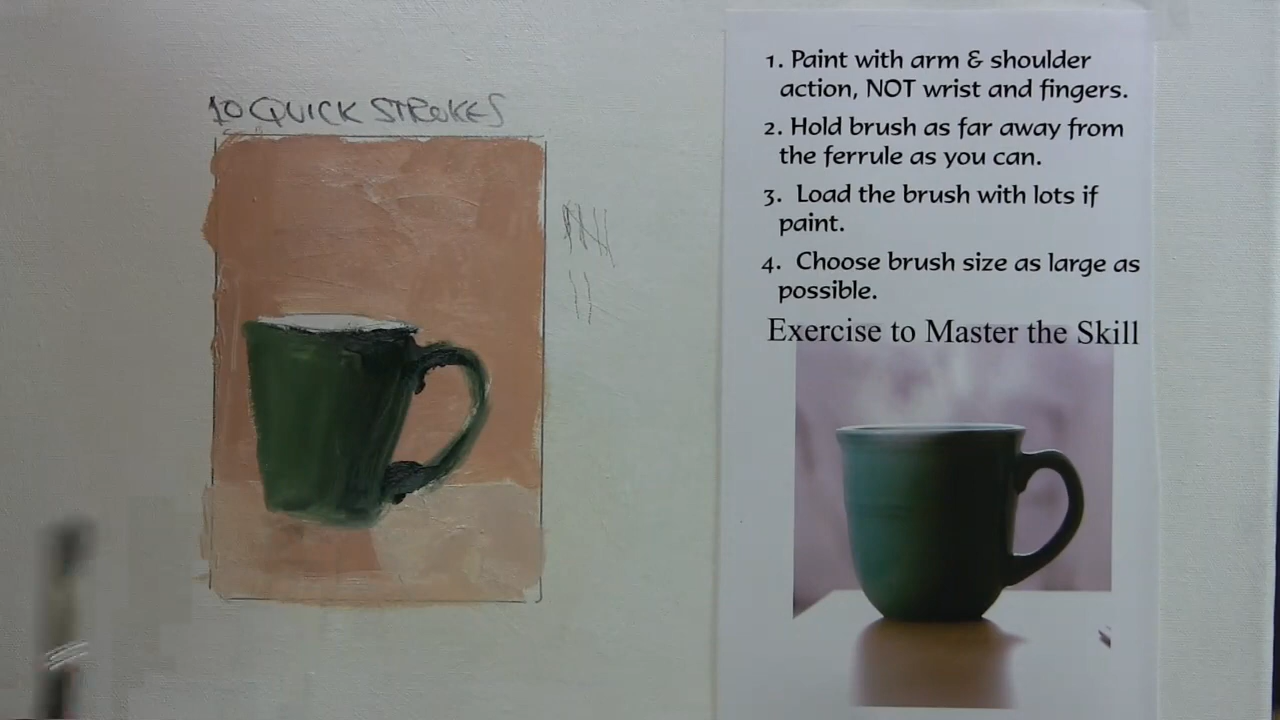 10 QUICK STROKES
1. Paint with arm & shoulder
action, NOT wrist and fingers.
2. Hold brush as far away from
the ferrule as you can.
3. Load the brush with lots if
paint.
4. Choose brush size as large as
possible.
Exercise to Master the Skill